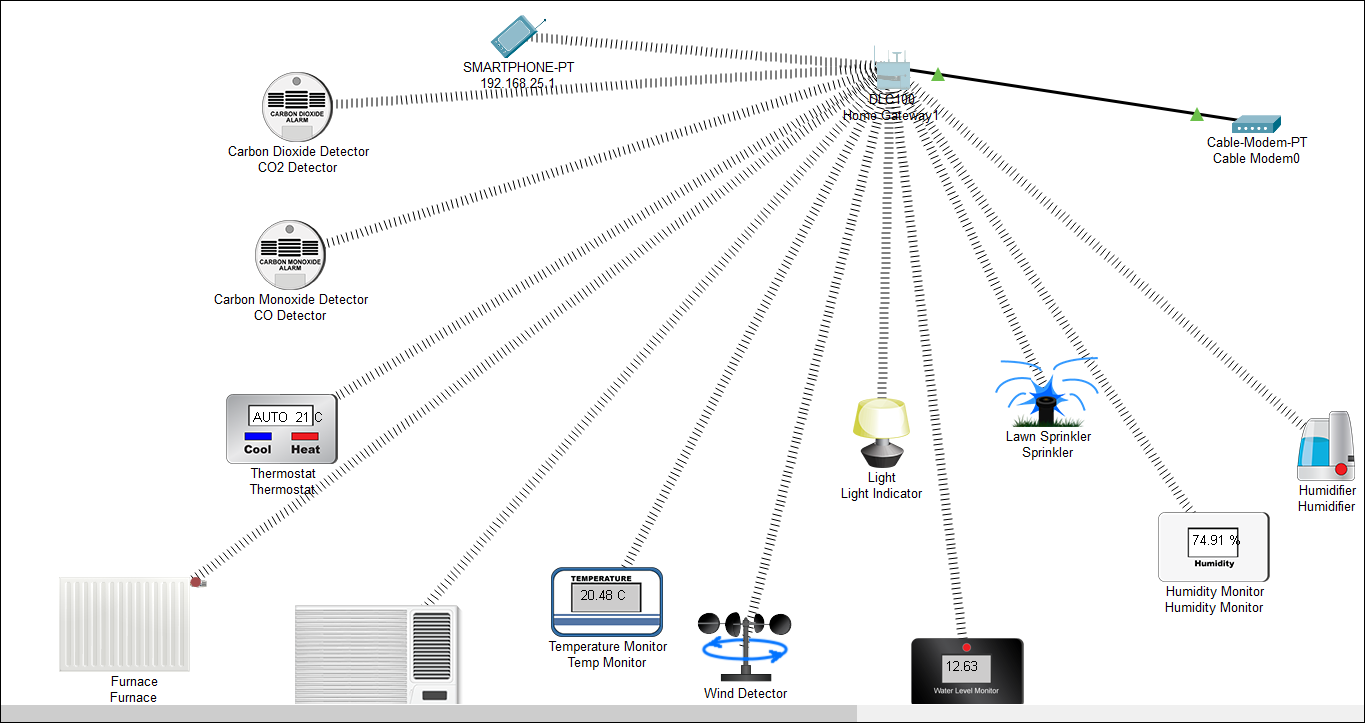 SMARTPHONE-PT
192.168.25.1
DLC100
Home Gateway1
Cable-Modem-PT
Cable Modem0
CARBON DIOXIDE
ALARM
Carbon Dioxide Detector
CO2 Detector
CARBON MONOXIDE
ALARM
Carbon Monoxide Detector
CO Detector
AUTO 21 C
Cool Heat
Thermostat
Thermostat
Light
Light Indicator
Lawn Sprinkler
Sprinkler
Humidifier
Humidifier
74.91 %
Humidity
Humidity Monitor
Humidity Monitor
TEMPERATURE
20.48 C
Temperature Monitor
Temp Monitor
Wind Detector
12.63
Water Level Monitor
Furnace
Furnace